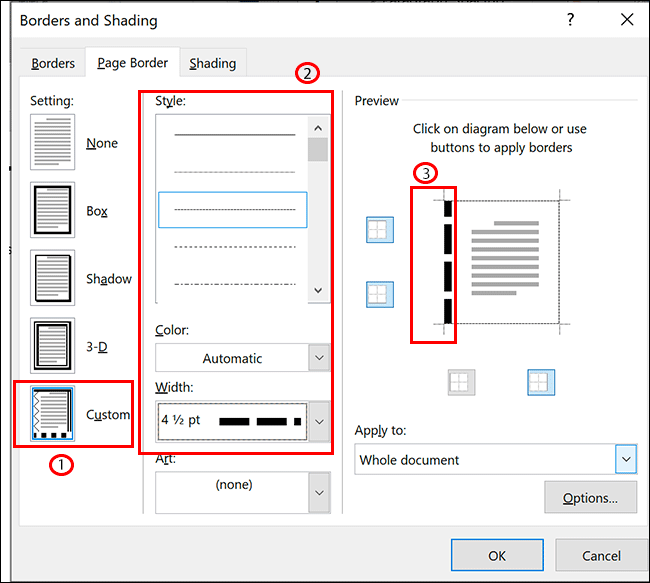 Borders and Shading
?
Borders
Page Border
Shading
Setting:
None
Box
Shadow
3-D
Custom
1
2
Style:
Color:
Automatic
Width:
4 ½ pt
Art:
(none)
Preview
Click on diagram below or use
buttons to apply borders
3
Apply to:
Whole document
Options...
OK
Cancel